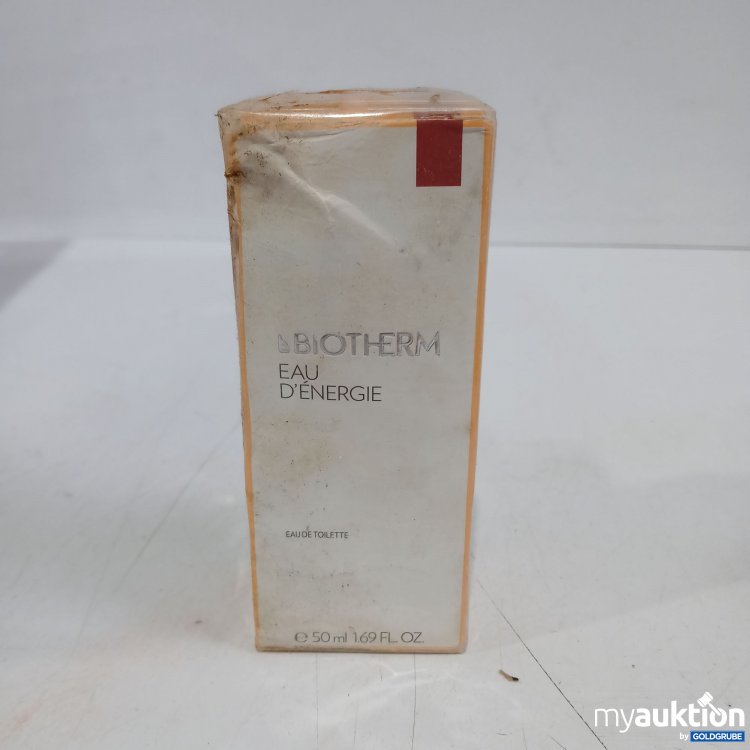 BIOTHERM
EAU
D'ÉNERGIE
EAU DE TOILETTE
℮ 50 ml 1.69 FL. OZ.
myauktion
by GOLDGRUBE